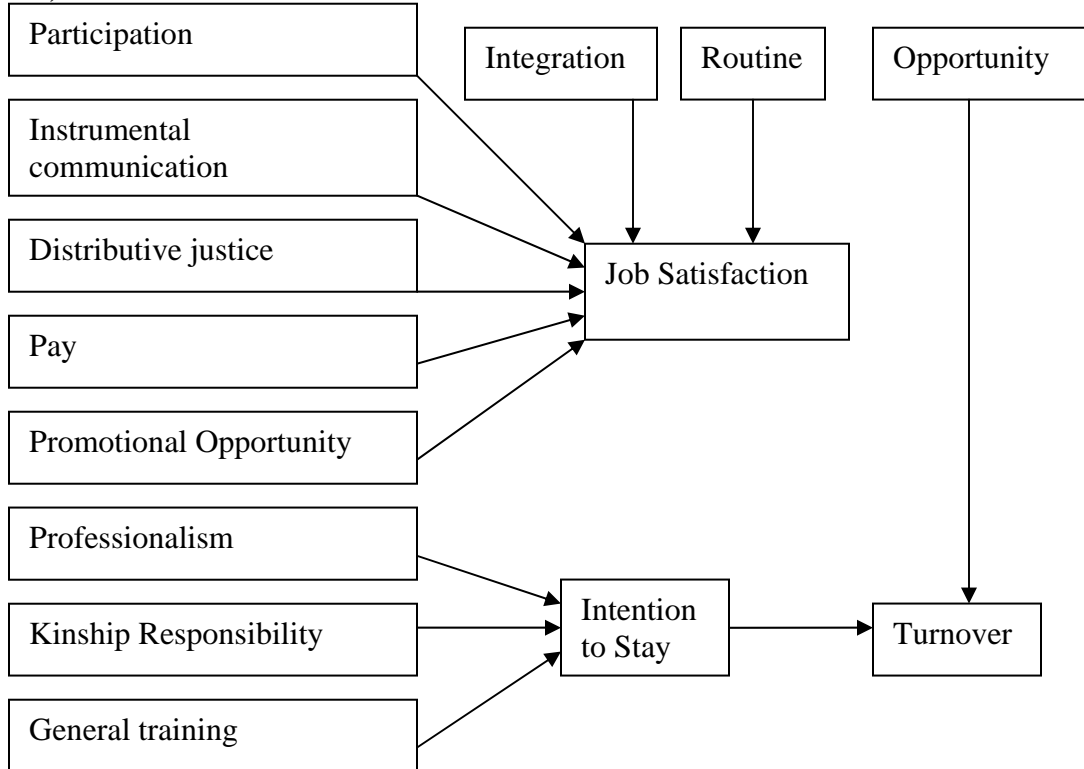 Participation
Integration
Routine
Opportunity
Instrumental
communication
Distributive justice
Job Satisfaction
Pay
Promotional Opportunity
Professionalism
Intention
to Stay
Kinship Responsibility
Turnover
General training